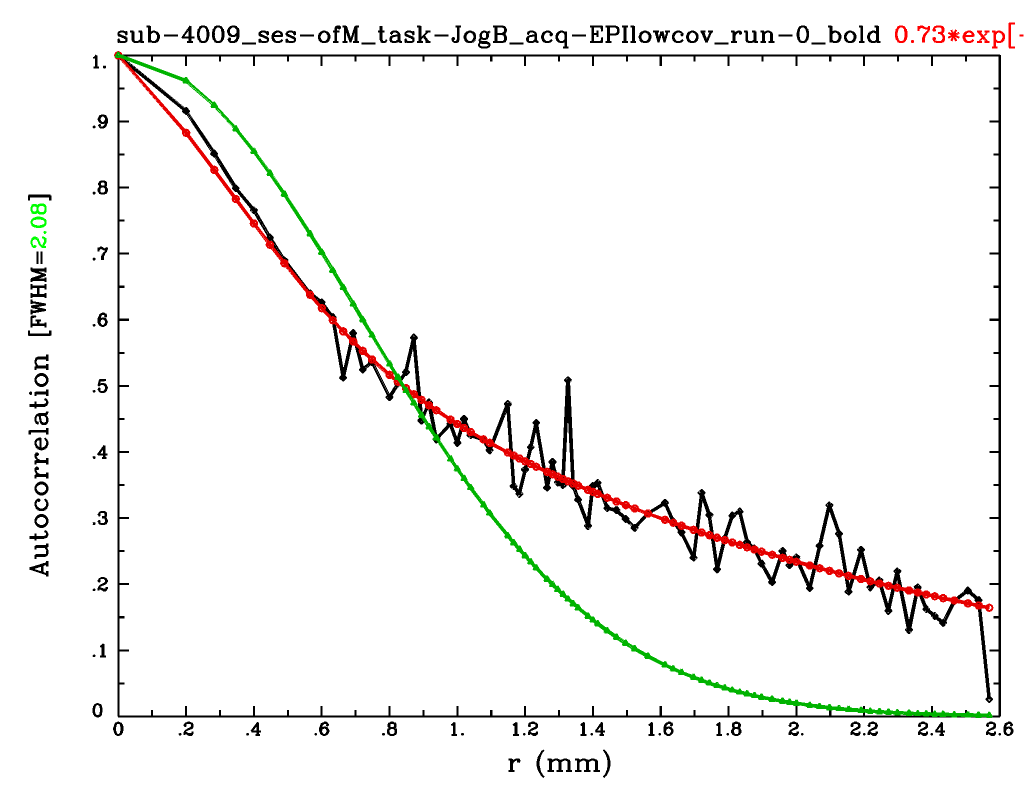 sub-4009_ses-ofM_task-JogB_acq-EPIlowcov_run-0_bold 0.73*exp[-
1.
.9
.8
.7
.6
.5
.4
.3
.2
.1
0
Autocorrelation [FWHM=2.08]
0 .2 .4 .6 .8 1. 1.2 1.4 1.6 1.8 2. 2.2 2.4 2.6
r (mm)